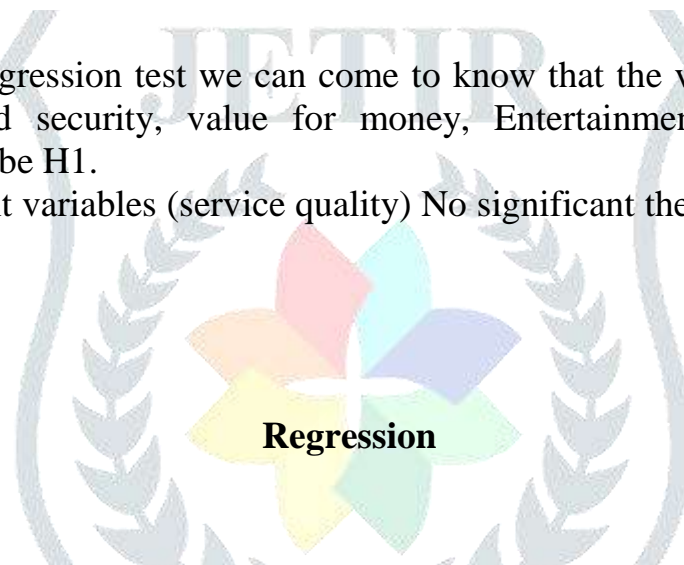 JETIR
gression test we can come to know that the v
d security, value for money, Entertainmen
be H1.
t variables (service quality) No significant the
Regression